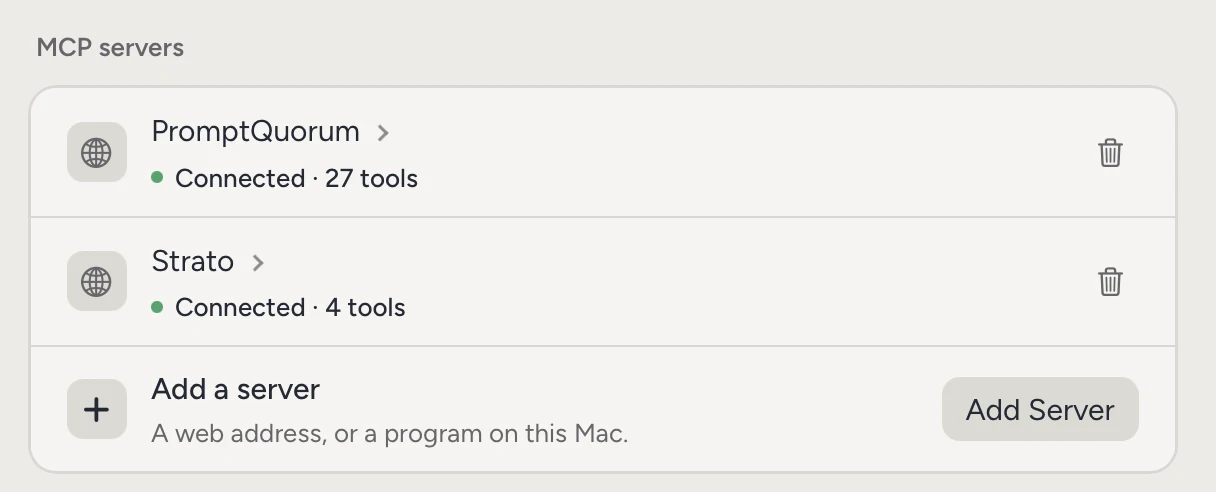 MCP servers
PromptQuorum
Connected · 27 tools
Strato
Connected · 4 tools
Add a server
A web address, or a program on this Mac.
Add Server